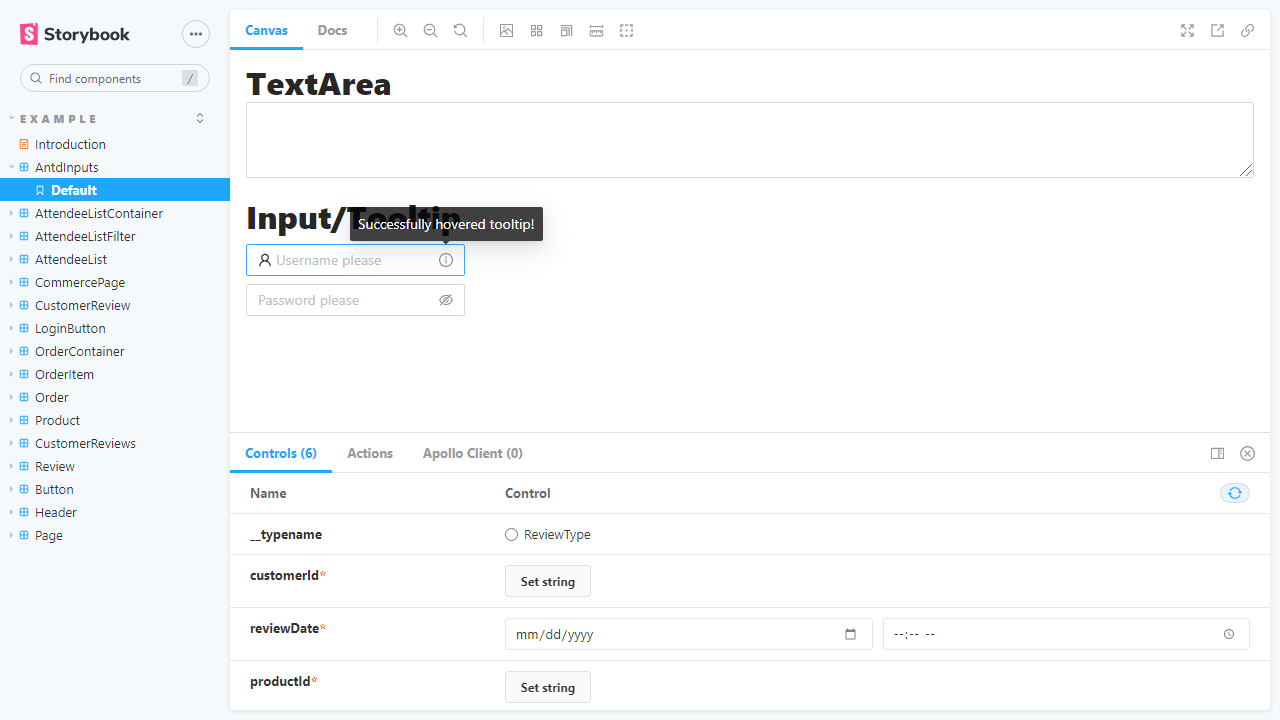 Storybook
Find components
/
EXAMPLE
Introduction
AntdInputs
Default
AttendeeListContainer
AttendeeListFilter
AttendeeList
CommercePage
CustomerReview
LoginButton
OrderContainer
OrderItem
Order
Product
CustomerReviews
Review
Button
Header
Page
Canvas Docs
TextArea
Input/Tooltip
Successfully hovered tooltip!
Username please
Password please
Controls (6) Actions Apollo Client (0)
Name Control
__typename ReviewType
customerId* Set string
reviewDate* mm/dd/yyyy --:-- --
productId* Set string